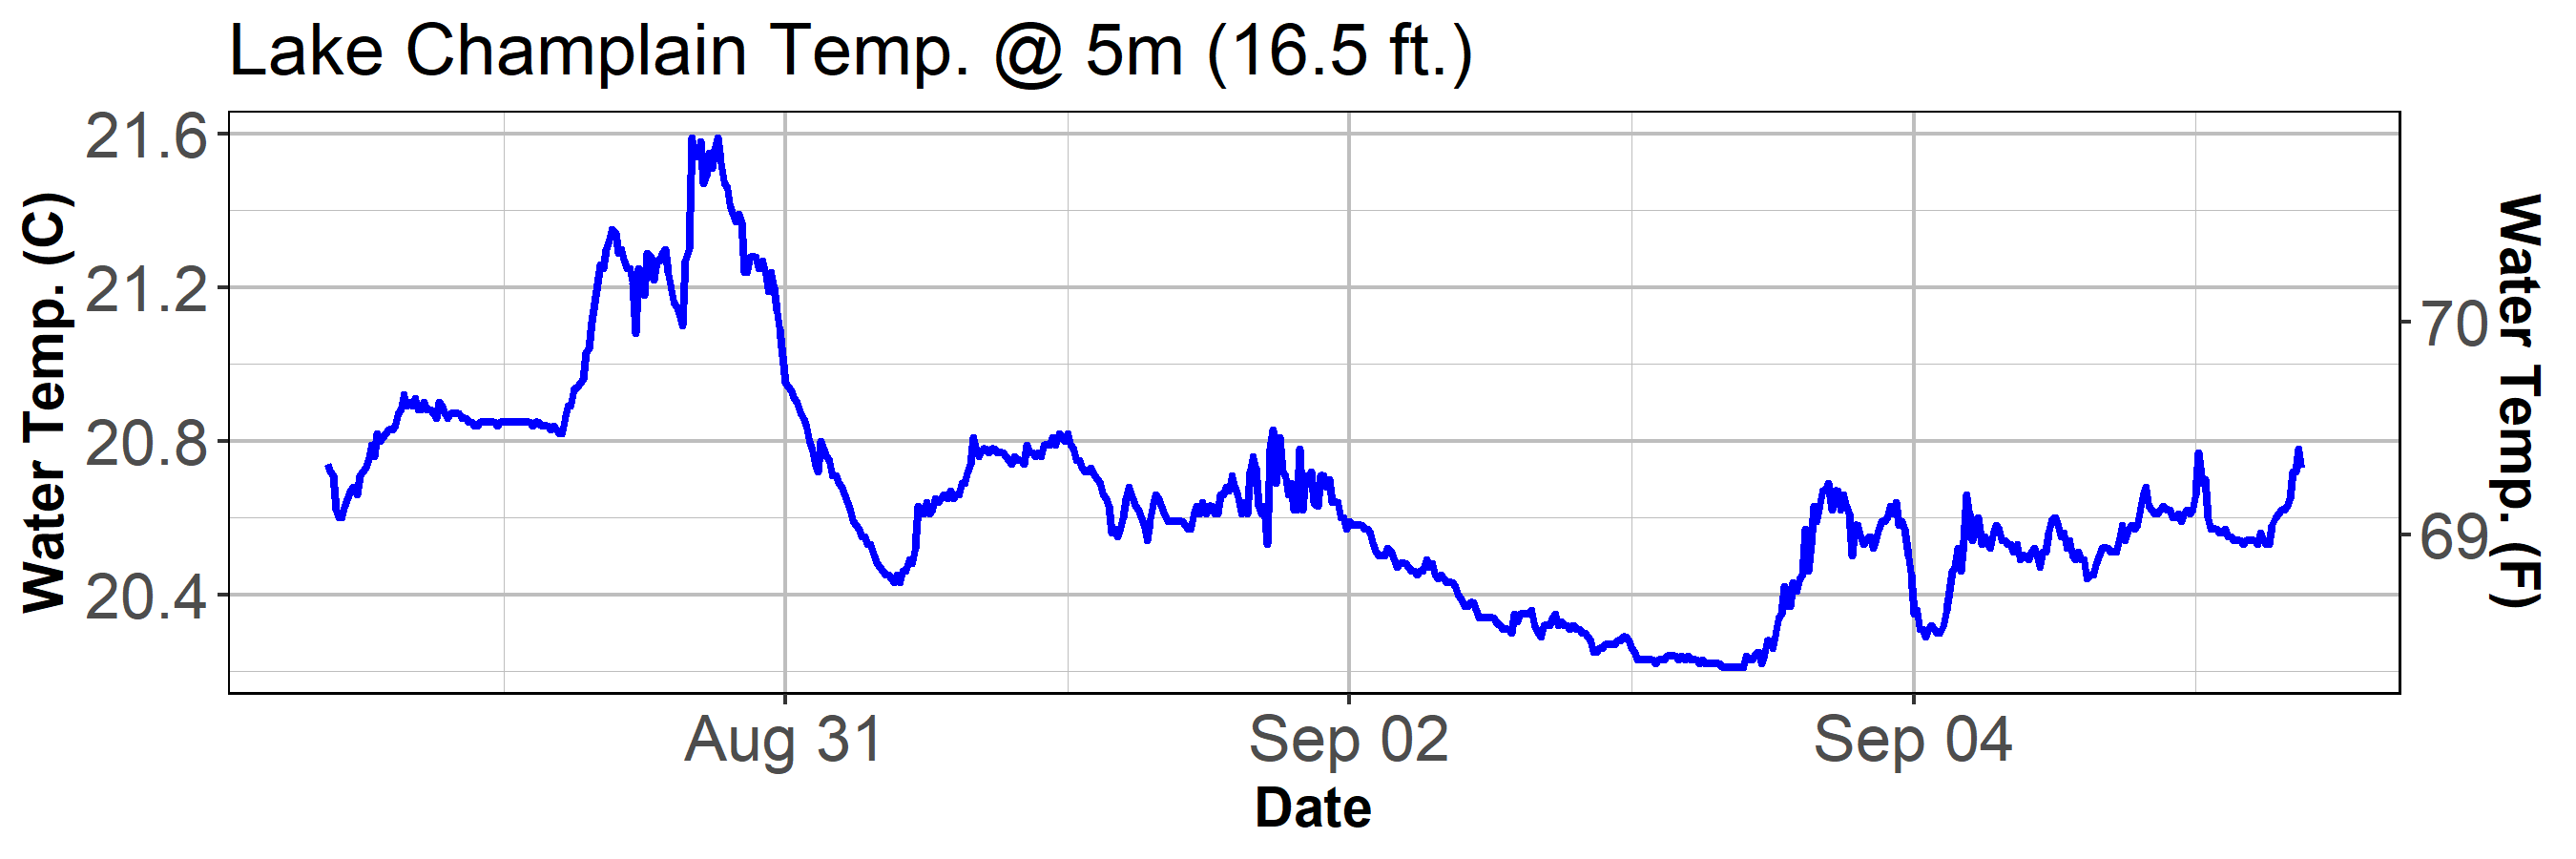 Lake Champlain Temp. @ 5m (16.5 ft.)
Water Temp. (C)
21.6
21.2
20.8
20.4
70
69
Water Temp. (F)
Aug 31
Sep 02
Sep 04
Date